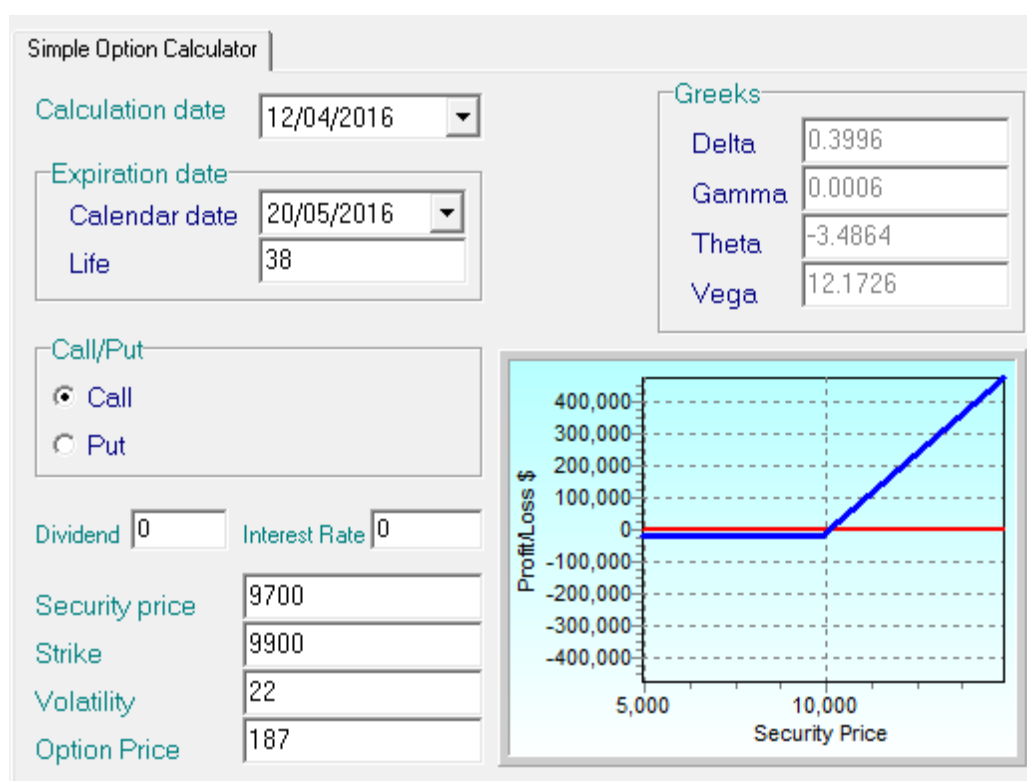 Simple Option Calculator
Calculation date 12/04/2016
Expiration date
Calendar date 20/05/2016
Life 38
Call/Put
Call
Put
Dividend 0 Interest Rate 0
Security price 9700
Strike 9900
Volatility 22
Option Price 187
Greeks
Delta 0.3996
Gamma 0.0006
Theta -3.4864
Vega 12.1726
Profit/Loss $
400,000
300,000
200,000
100,000
0
-100,000
-200,000
-300,000
-400,000
5,000 10,000
Security Price